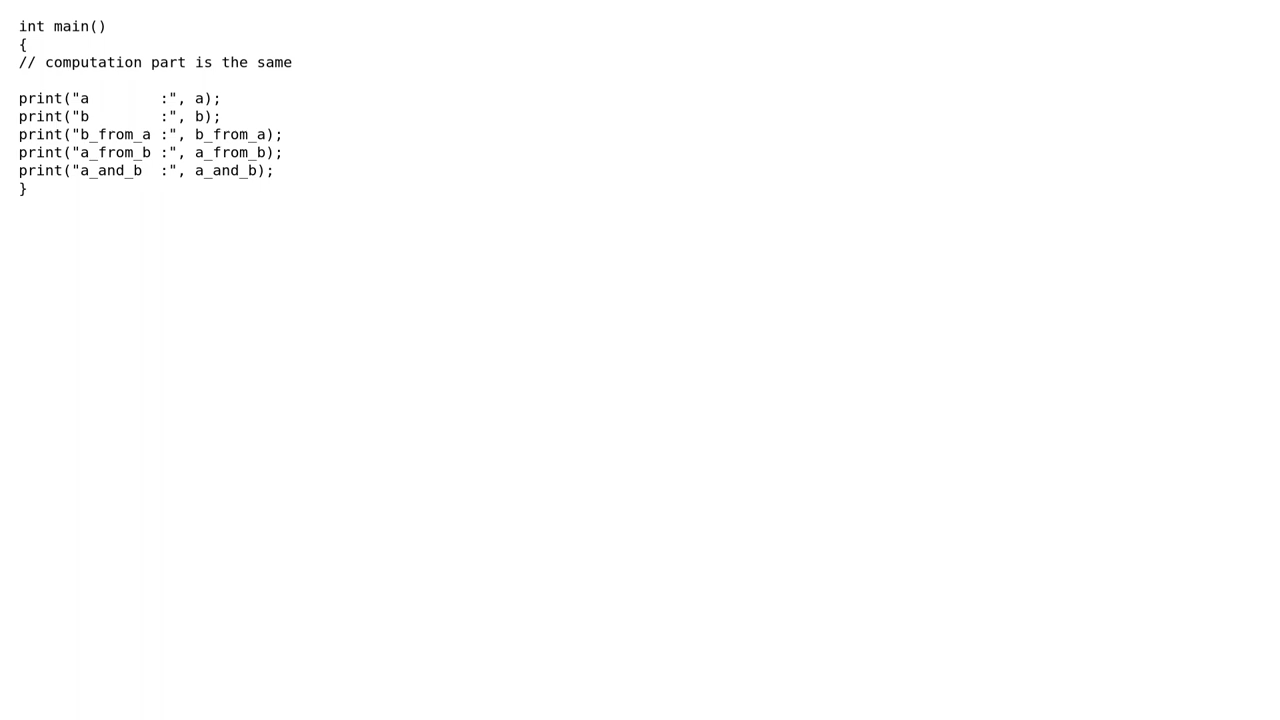 int main()
{
// computation part is the same

print("a        :", a);
print("b        :", b);
print("b_from_a :", b_from_a);
print("a_from_b :", a_from_b);
print("a_and_b  :", a_and_b);
}